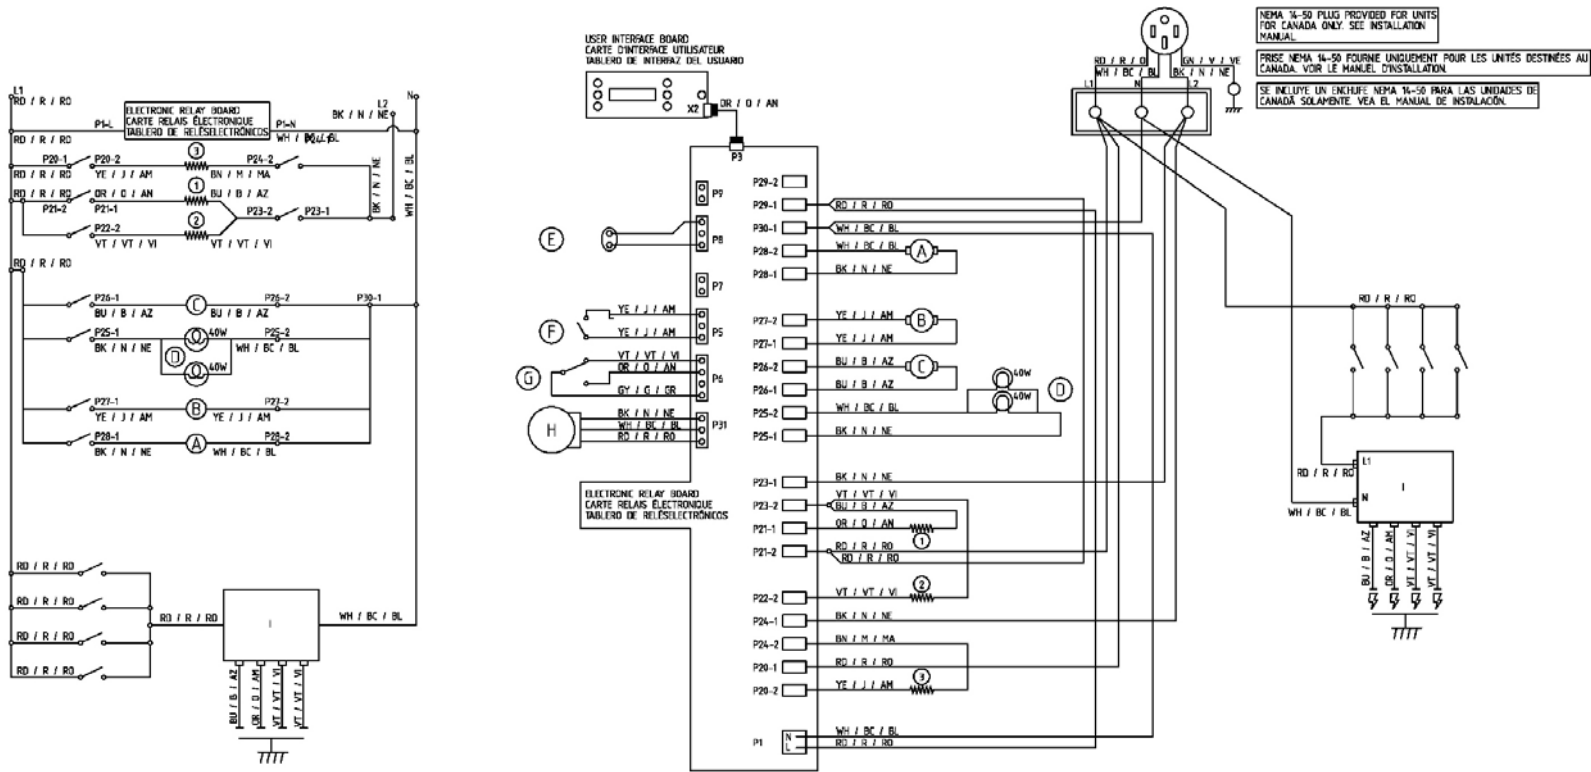 L1
RD / R / RO
ELECTRONIC RELAY BOARD
CARTE RELAIS ÉLECTRONIQUE
TABLERO DE RELÉSELECTRÓNICOS
L2
BK / N / NE
N
P1-L
P1-N
RD / R / RO
WH / BC / BL
P20-1
P20-2
3
P24-2
RD / R / RO
YE / J / AM
BN / M / MA
RD / R / RO
OR / O / AN
1
BU / B / AZ
P21-2
P21-1
P23-2
P23-1
BK / N / NE
WH / BC / BL
P22-2
2
VT / VT / VI
VT / VT / VI
RD / R / RO
P26-1
C
P26-2
P30-1
BU / B / AZ
BU / B / AZ
P25-1
40W
P25-2
BK / N / NE
D
WH / BC / BL
40W
P27-1
B
P27-2
YE / J / AM
YE / J / AM
P28-1
A
P28-2
BK / N / NE
WH / BC / BL
RD / R / RO
RD / R / RO
RD / R / RO
RD / R / RO
RD / R / RO
I
WH / BC / BL
BU / B / AZ
OR / O / AM
VT / VT / VI
VT / VT / VI
USER INTERFACE BOARD
CARTE D'INTERFACE UTILISATEUR
TABLERO DE INTERFAZ DEL USUARIO
X2
OR / O / AN
P3
P9
E
P8
P7
F
YE / J / AM
YE / J / AM
P5
G
VT / VT / VI
OR / O / AN
GY / G / GR
P6
H
BK / N / NE
WH / BC / BL
RD / R / RO
P31
ELECTRONIC RELAY BOARD
CARTE RELAIS ÉLECTRONIQUE
TABLERO DE RELÉSELECTRÓNICOS
P29-2
P29-1
RD / R / RO
P30-1
WH / BC / BL
P28-2
WH / BC / BL
A
P28-1
BK / N / NE
P27-2
YE / J / AM
B
P27-1
YE / J / AM
P26-2
BU / B / AZ
C
P26-1
BU / B / AZ
40W
D
40W
P25-2
WH / BC / BL
P25-1
BK / N / NE
P23-1
BK / N / NE
P23-2
VT / VT / VI
BU / B / AZ
P21-1
OR / O / AN
1
P21-2
RD / R / RO
RD / R / RO
P22-2
VT / VT / VI
2
P24-1
BK / N / NE
P24-2
BN / M / MA
P20-1
RD / R / RO
P20-2
YE / J / AM
3
P1
N
L
WH / BC / BL
RD / R / RO
RD / R / O
GN / V / VE
WH / BC / BL
BK / N / NE
L1
N
L2
NEMA 14-50 PLUG PROVIDED FOR UNITS
FOR CANADA ONLY. SEE INSTALLATION
MANUAL.
PRISE NEMA 14-50 FOURNIE UNIQUEMENT POUR LES UNITÉS DESTINÉES AU
CANADA. VOIR LE MANUEL D'INSTALLATION.
SE INCLUYE UN ENCHUFE NEMA 14-50 PARA LAS UNIDADES DE
CANADÁ SOLAMENTE. VEA EL MANUAL DE INSTALACIÓN.
RD / R / RO
L1
RD / R / RO
I
N
WH / BC / BL
BU / B / AZ
OR / O / AM
VT / VT / VI
VT / VT / VI